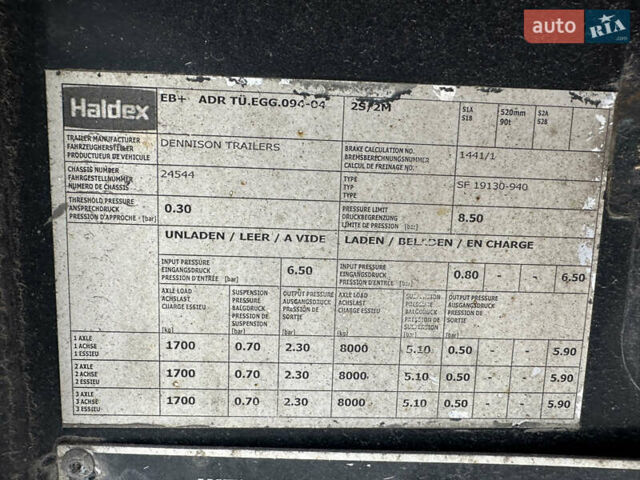 auto RIA.com
Haldex EB+ ADR TÜ.EGG.094-04 2S/2M S1A S1B 520mm 90t S2A S2B
TRAILER MANUFACTURER
FAHRZEUGHERSTELLER
PRODUCTEUR DE VÉHICULE
DENNISON TRAILERS
BRAKE CALCULATION NO.
BREMSBERECHNUNGSNUMMER
CALCUL DE FREINAGE NO.
1441/1
CHASSIS NUMBER
FAHRGESTELLNUMMER
NUMERO DE CHASSIS
24544
TYPE
TYP
TYPE
SF 19130-940
THRESHOLD PRESSURE
ANSPRECHDRUCK
PRESSION D'APPROCHE - [bar]
0.30
PRESSURE LIMIT
DRUCKBEGRENZUNG
LIMITE DE PRESSION [bar]
8.50
UNLADEN / LEER / A VIDE LADEN / BELADEN / EN CHARGE
INPUT PRESSURE
EINGANGSDRUCK
PRESSION D'ENTRÉE [bar]
6.50
INPUT PRESSURE
EINGANGSDRUCK
PRESSION D'ENTRÉE [bar]
0.80 - - 6.50
AXLE LOAD
ACHSLAST
CHARGE ESSIEU
[kg]
SUSPENSION
PRESSURE
BALGDRUCK
PRESSION DE
SUSPENSION
[bar]
OUTPUT PRESSURE
AUSGANGSDRUCK
PRESSION DE
SORTIE
[bar]
AXLE LOAD
ACHSLAST
CHARGE ESSIEU
[kg]
SUSPENSION
PRESSURE
BALGDRUCK
PRESSION DE
SUSPENSION
[bar]
OUTPUT PRESSURE
AUSGANGSDRUCK
PRESSION DE
SORTIE
[bar]
1 AXLE
1 ACHSE
1 ESSIEU
1700 0.70 2.30 8000 5.10 0.50 - - 5.90
2 AXLE
2 ACHSE
2 ESSIEU
1700 0.70 2.30 8000 5.10 0.50 - - 5.90
3 AXLE
3 ACHSE
3 ESSIEU
1700 0.70 2.30 8000 5.10 0.50 - - 5.90